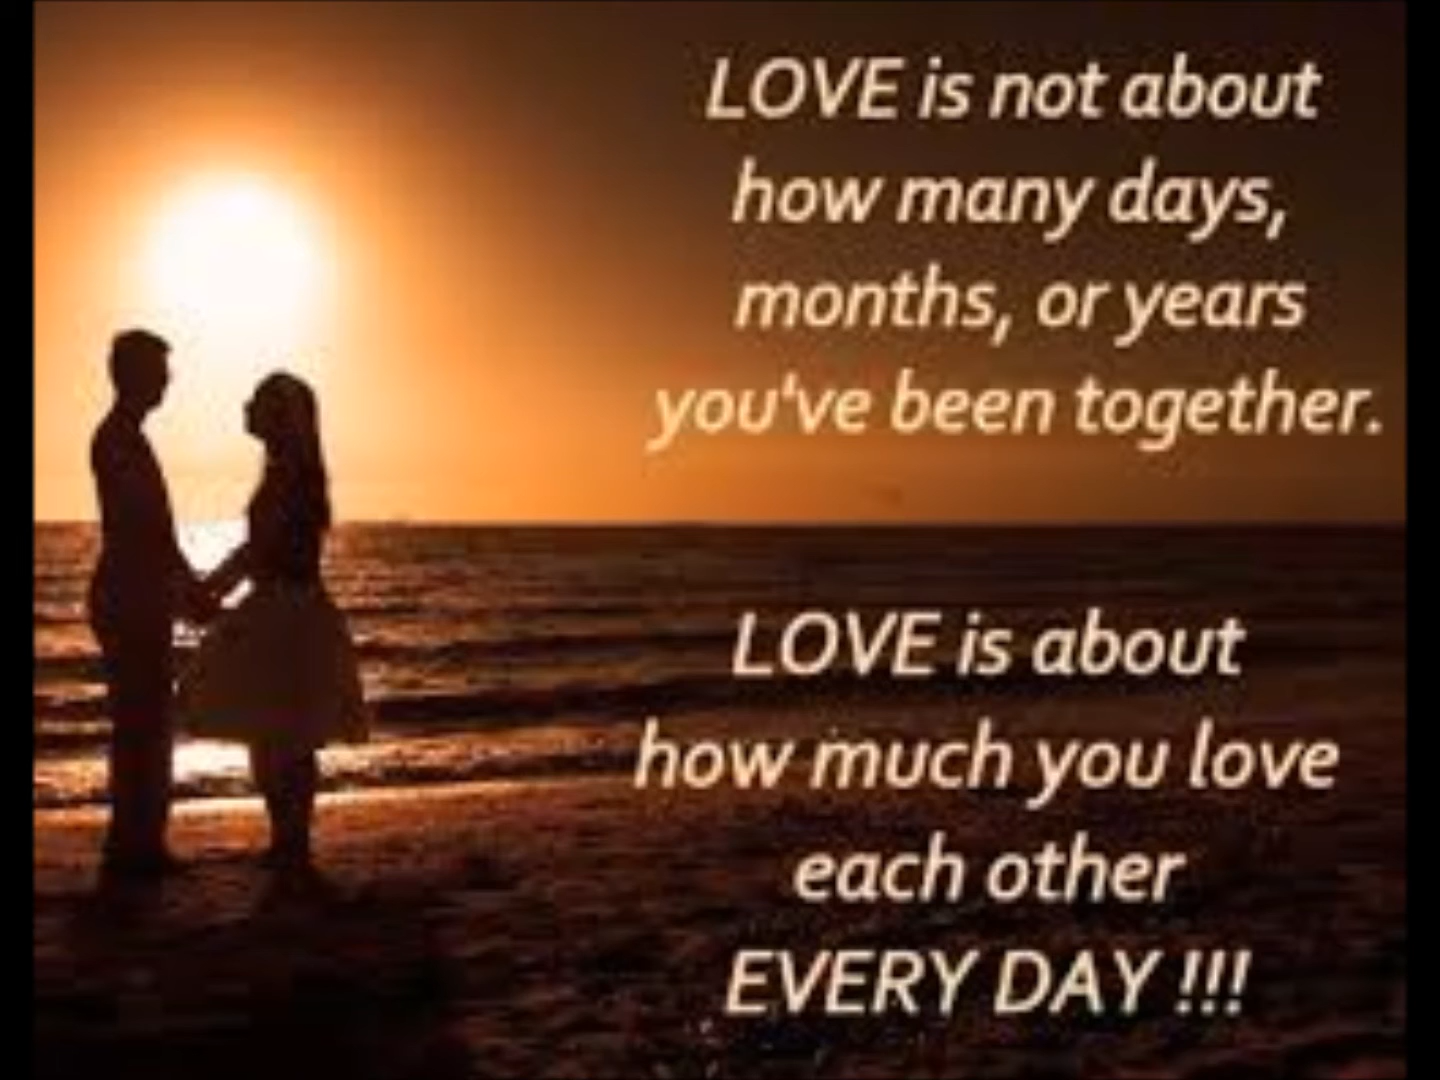 LOVE is not about
how many days,
months, or years
you've been together.
LOVE is about
how much you love
each other
EVERY DAY !!!